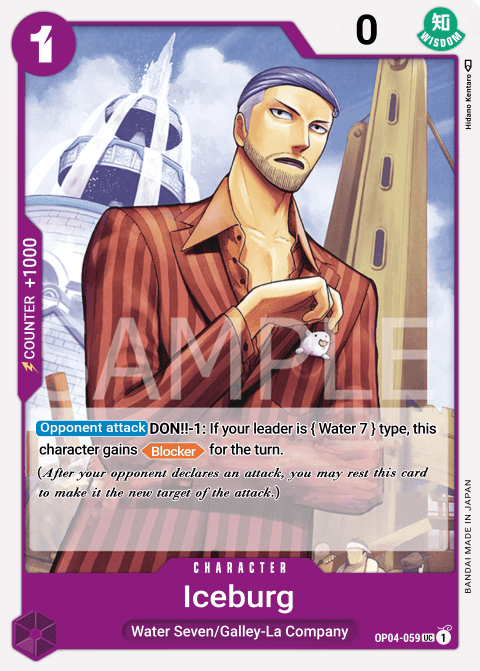 1
0
知
WISDOM
Hidano Kentaro
COUNTER +1000
SAMPLE
Opponent attack DON!!-1: If your leader is { Water 7 } type, this
character gains Blocker for the turn.
(After your opponent declares an attack, you may rest this card
to make it the new target of the attack.)
BANDAI MADE IN JAPAN
CHARACTER
Iceburg
Water Seven/Galley-La Company
OP04-059 UC 1